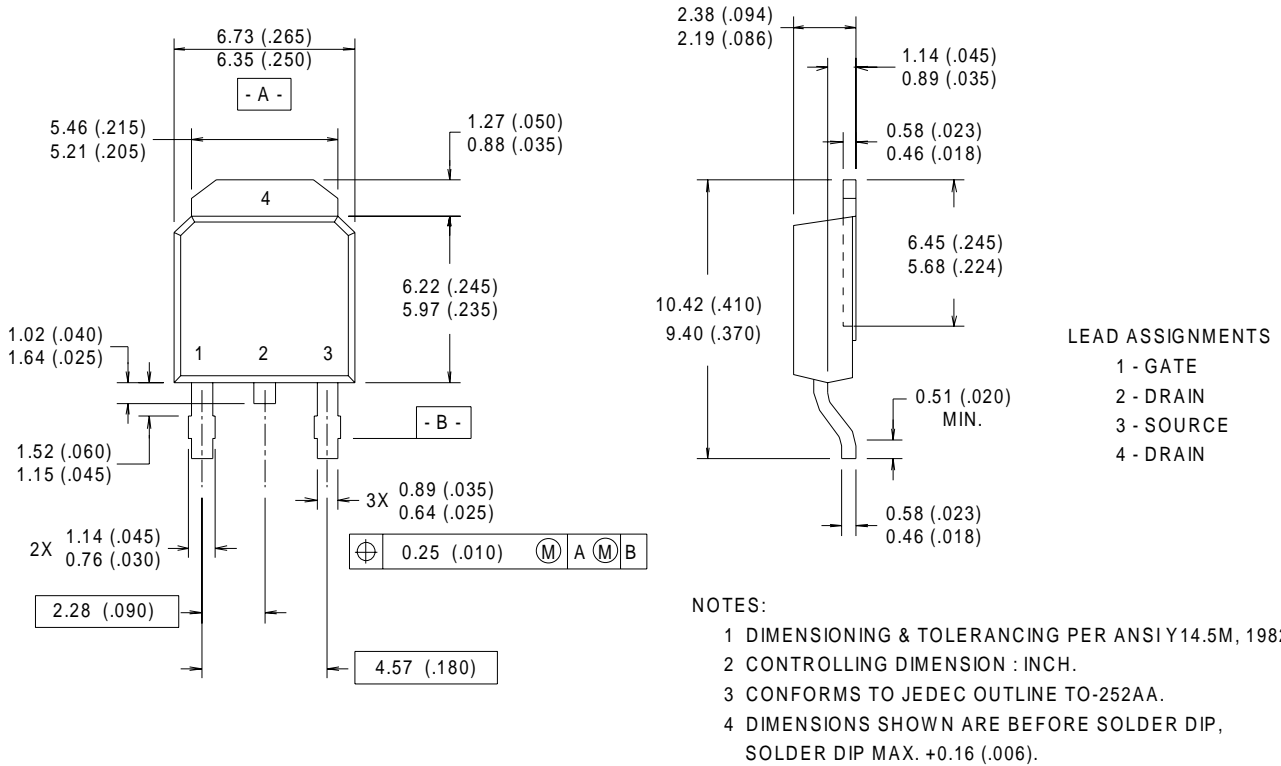 6.73 (.265)
6.35 (.250)
- A -
5.46 (.215)
5.21 (.205)
1.27 (.050)
0.88 (.035)
4
6.22 (.245)
5.97 (.235)
1.02 (.040)
1.64 (.025)
1 2 3
- B -
1.52 (.060)
1.15 (.045)
3X 0.89 (.035)
0.64 (.025)
2X 1.14 (.045)
0.76 (.030)
0.25 (.010) M A M B
2.28 (.090)
4.57 (.180)
2.38 (.094)
2.19 (.086)
1.14 (.045)
0.89 (.035)
0.58 (.023)
0.46 (.018)
6.45 (.245)
5.68 (.224)
10.42 (.410)
9.40 (.370)
0.51 (.020)
MIN.
0.58 (.023)
0.46 (.018)
LEAD ASSIGNMENTS
1 - GATE
2 - DRAIN
3 - SOURCE
4 - DRAIN
NOTES:
1 DIMENSIONING & TOLERANCING PER ANSI Y14.5M, 1982
2 CONTROLLING DIMENSION : INCH.
3 CONFORMS TO JEDEC OUTLINE TO-252AA.
4 DIMENSIONS SHOWN ARE BEFORE SOLDER DIP,
SOLDER DIP MAX. +0.16 (.006).